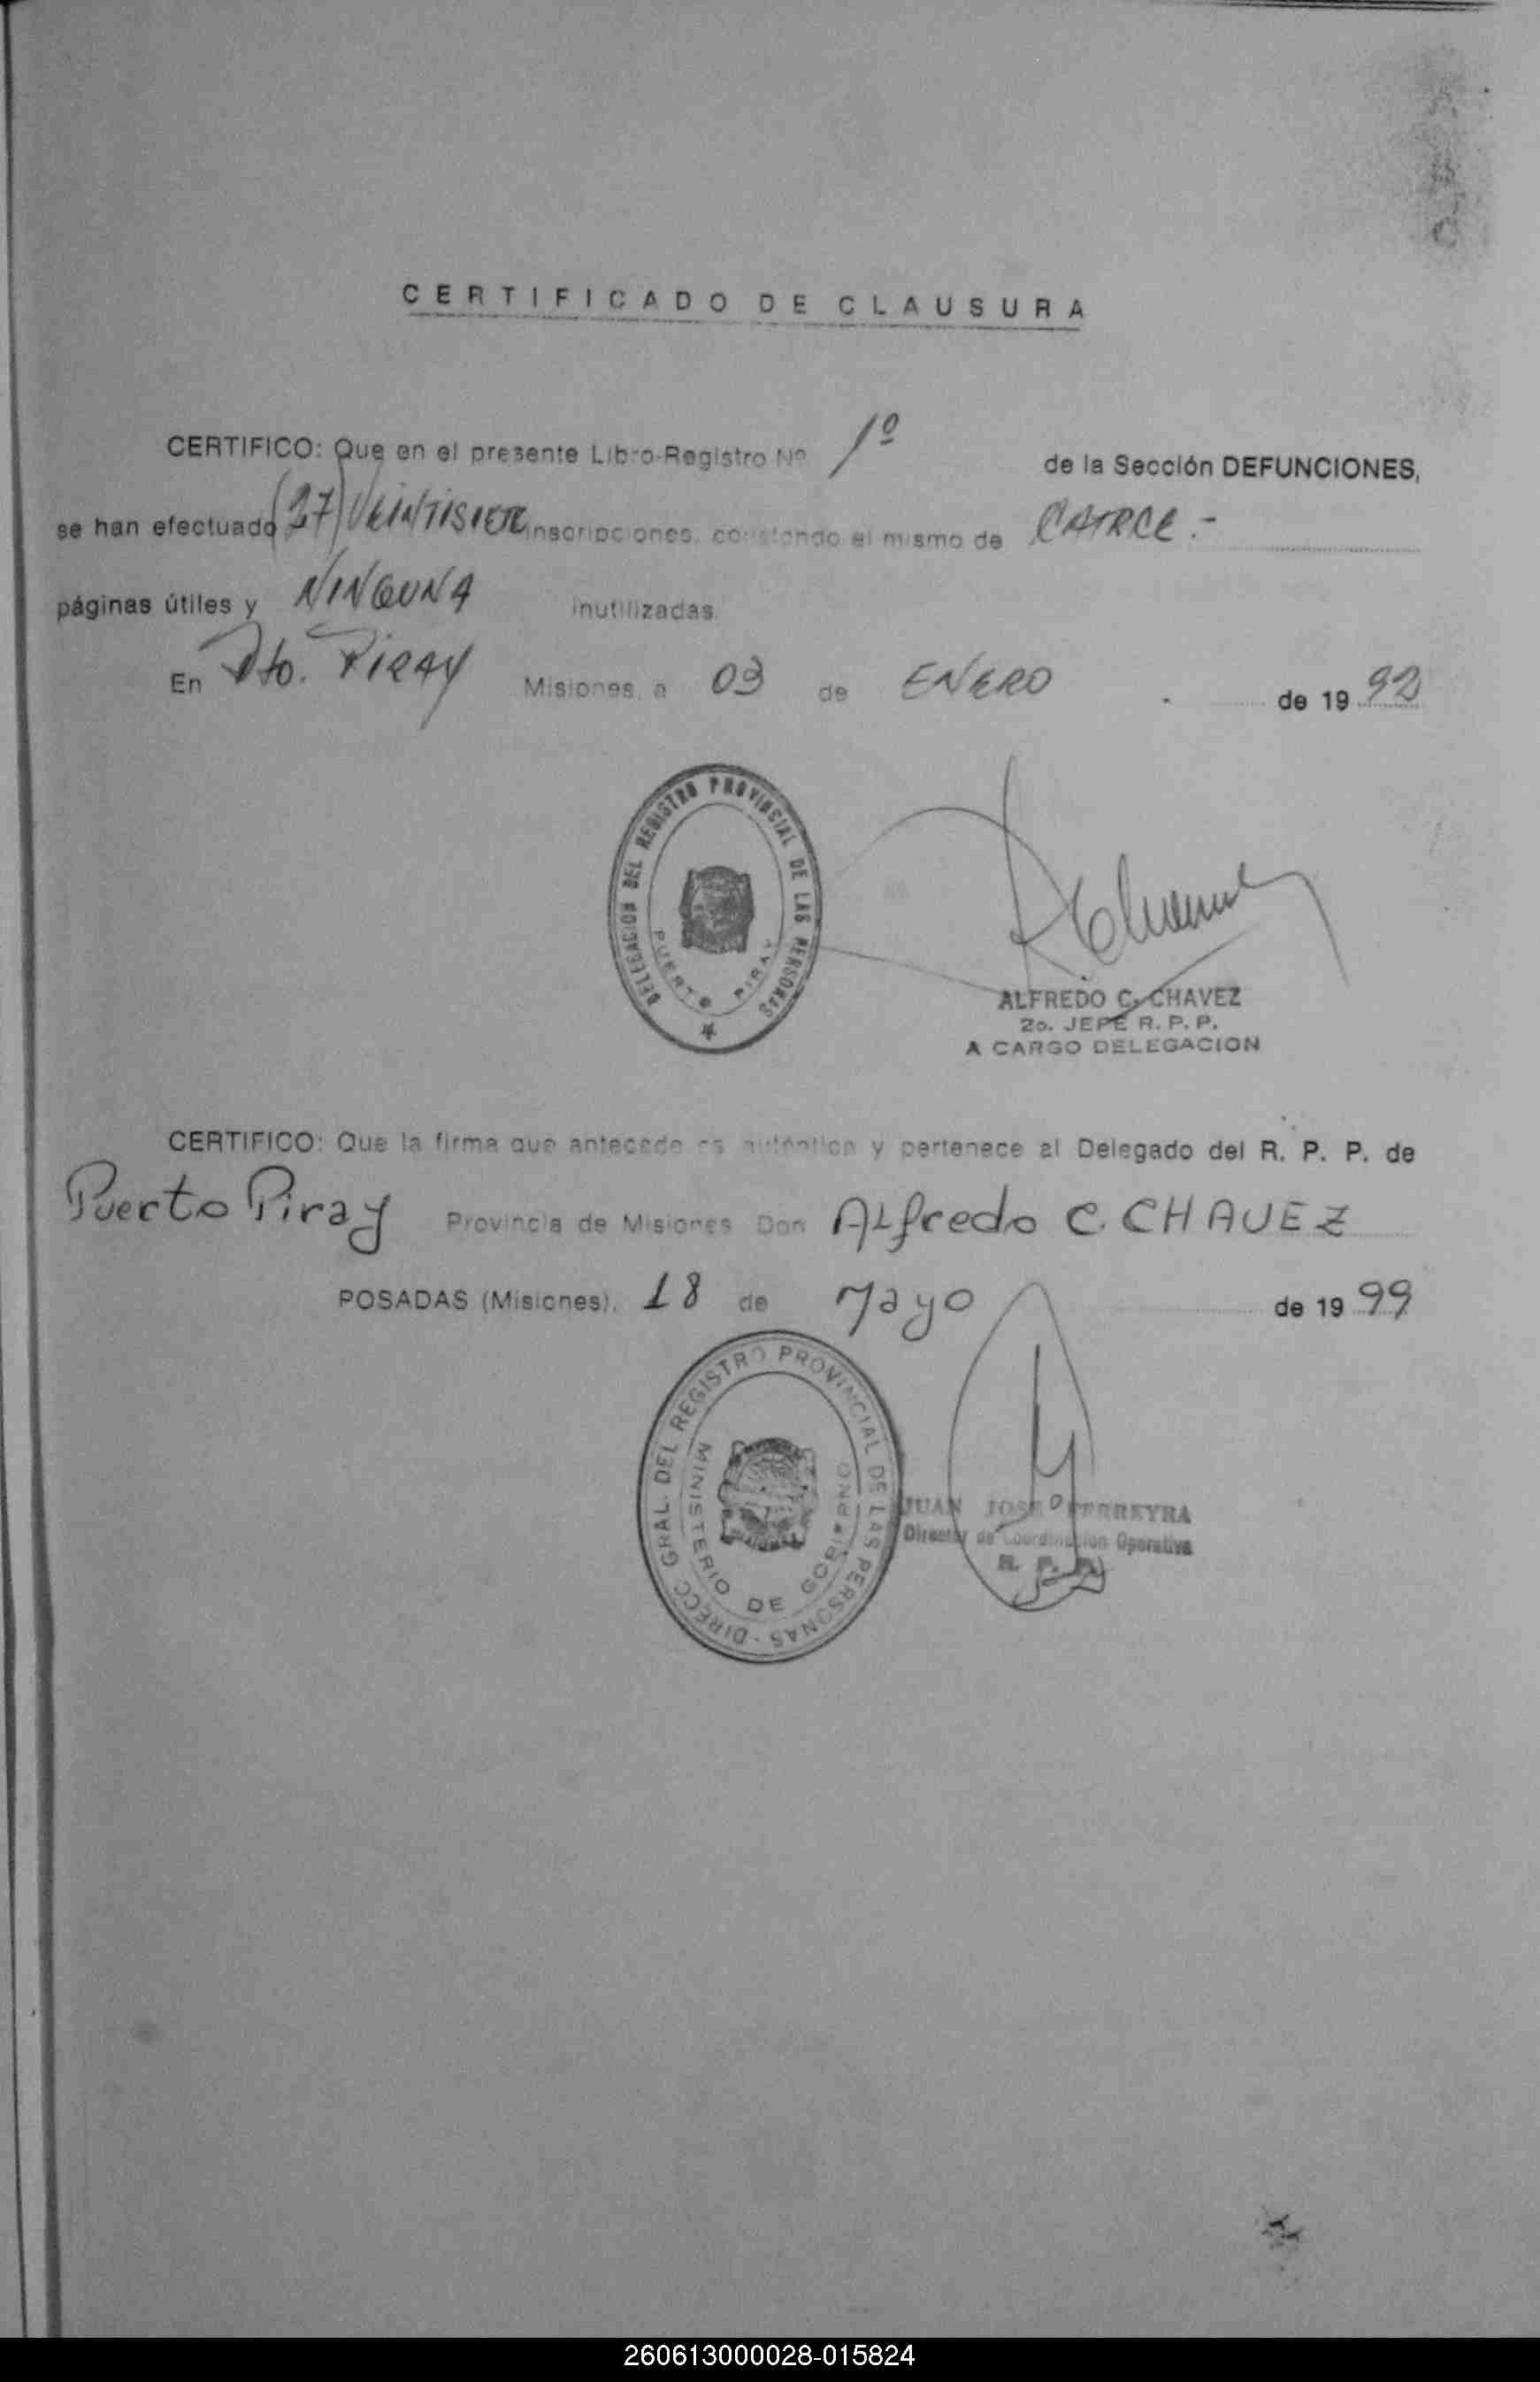 CERTIFICADO DE CLAUSURA
CERTIFICO: Que en el presente Libro-Registro Nº 1º de la Sección DEFUNCIONES,
se han efectuado (27) VEINTISIETE inscripciones, constando el mismo de CATRCE.-
páginas útiles y NINGUNA inutilizadas.
En Pto. PIRAY Misiones, a 03 de ENERO de 1992
DELEGACION DEL REGISTRO PROVINCIAL DE LAS PERSONAS
PUERTO PIRAY
ALFREDO C. CHAVEZ
2o. JEFE R. P. P.
A CARGO DELEGACION
CERTIFICO: Que la firma que antecede es auténtica y pertenece al Delegado del R. P. P. de
Puerto Piray Provincia de Misiones Don ALfredo C. CHAVEZ
POSADAS (Misiones), 18 de Mayo de 1999
DIRECC GRAL. DEL REGISTRO PROVINCIAL DE LAS PERSONAS -
MINISTERIO DE GOBIERNO
JUAN JOSE FERREYRA
Director de Coordinacion Operativa
R. P. P.
260613000028-015824